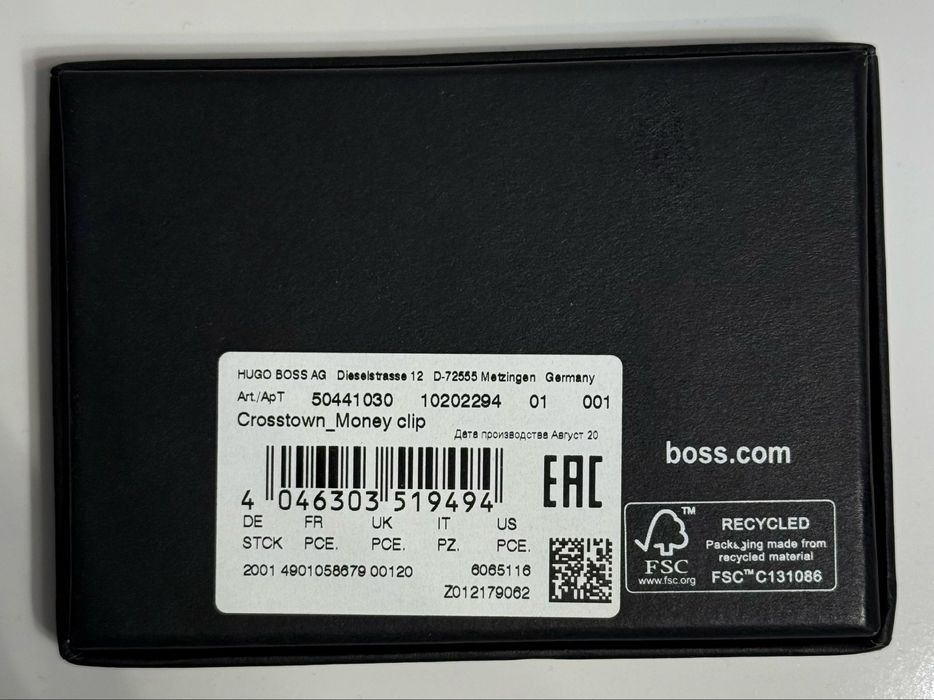 HUGO BOSS AG Dieselstrasse 12 D-72555 Metzingen Germany
Art./Арт 50441030 10202294 01 001
Crosstown_Money clip
Дата производства Август 20
4 046303 519494
EAC
DE FR UK IT US
STCK PCE. PCE. PZ. PCE.
2001 4901058679 00120 6065116
Z012179062
boss.com
FSC™
www.fsc.org
RECYCLED
Packaging made from
recycled material
FSC™ C131086